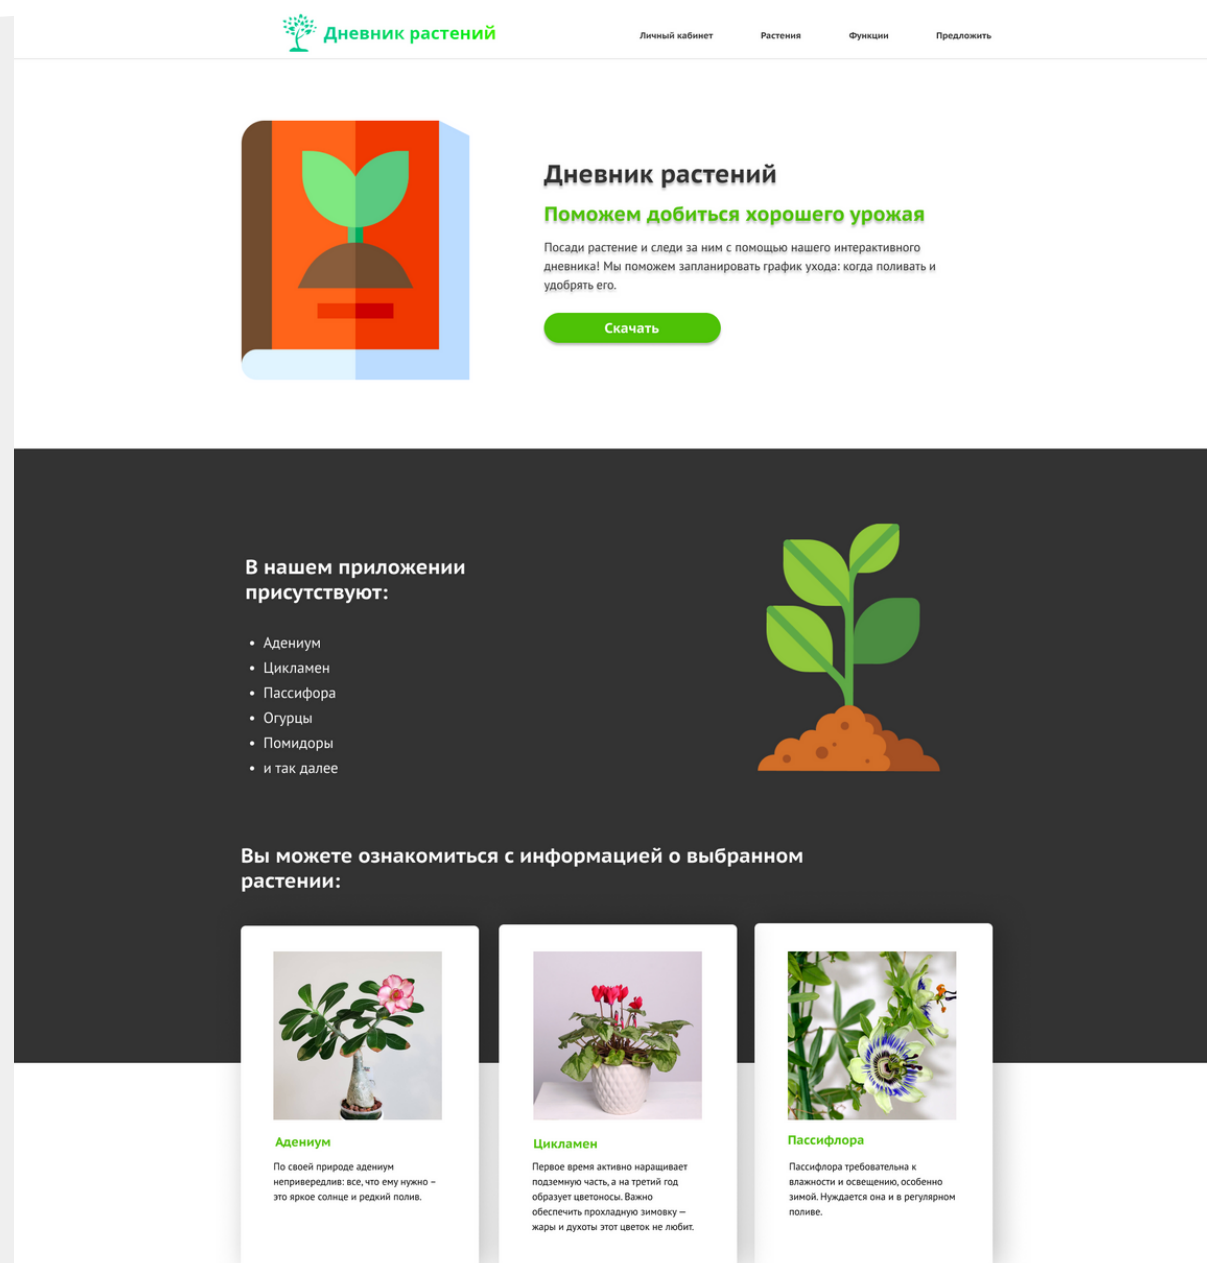 Дневник растений
Личный кабинет
Растения
Функции
Предложить
Дневник растений
Поможем добиться хорошего урожая
Посади растение и следи за ним с помощью нашего интерактивного
дневника! Мы поможем запланировать график ухода: когда поливать и
удобрять его.
Скачать
В нашем приложении
присутствуют:
• Адениум
• Цикламен
• Пассифора
• Огурцы
• Помидоры
• и так далее
Вы можете ознакомиться с информацией о выбранном
растении:
Адениум
По своей природе адениум
непривередлив: все, что ему нужно –
это яркое солнце и редкий полив.
Цикламен
Первое время активно наращивает
подземную часть, а на третий год
образует цветоносы. Важно
обеспечить прохладную зимовку —
жары и духоты этот цветок не любит.
Пассифлора
Пассифлора требовательна к
влажности и освещению, особенно
зимой. Нуждается она и в регулярном
поливе.